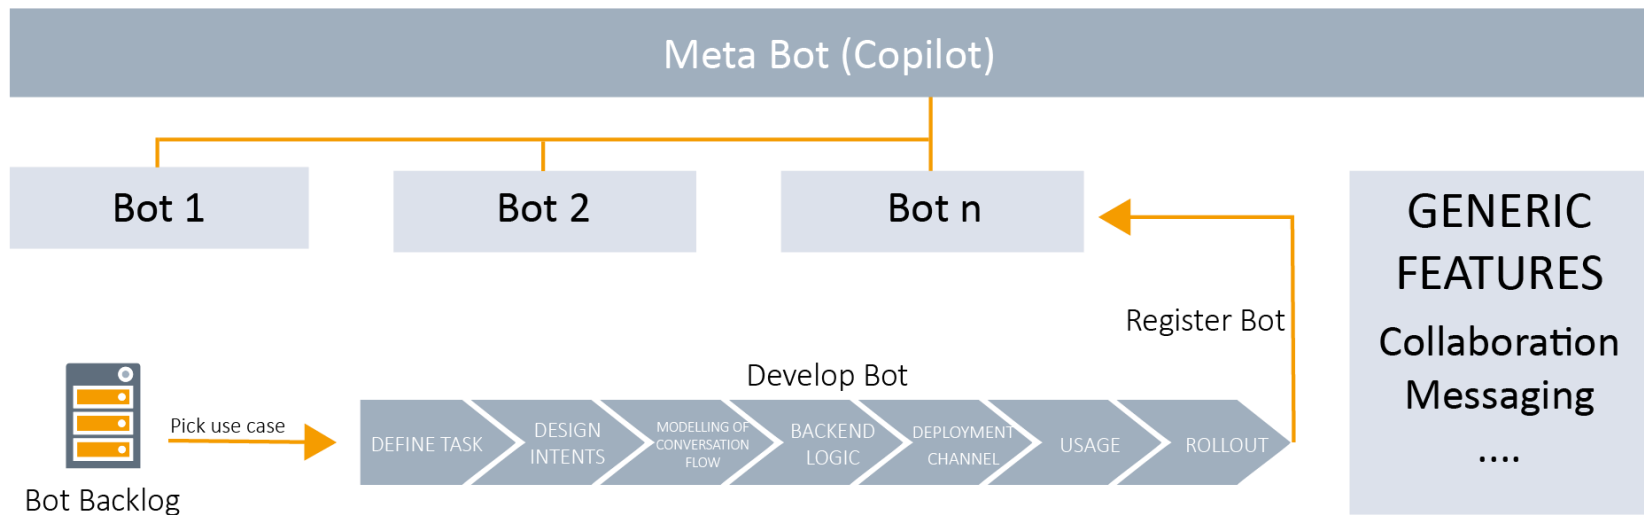 Meta Bot (Copilot)
Bot 1
Bot 2
Bot n
GENERIC
FEATURES
Collaboration
Messaging
....
Register Bot
Develop Bot
Pick use case
DEFINE TASK
DESIGN
INTENTS
MODELLING OF
CONVERSATION
FLOW
BACKEND
LOGIC
DEPLOYMENT
CHANNEL
USAGE
ROLLOUT
Bot Backlog